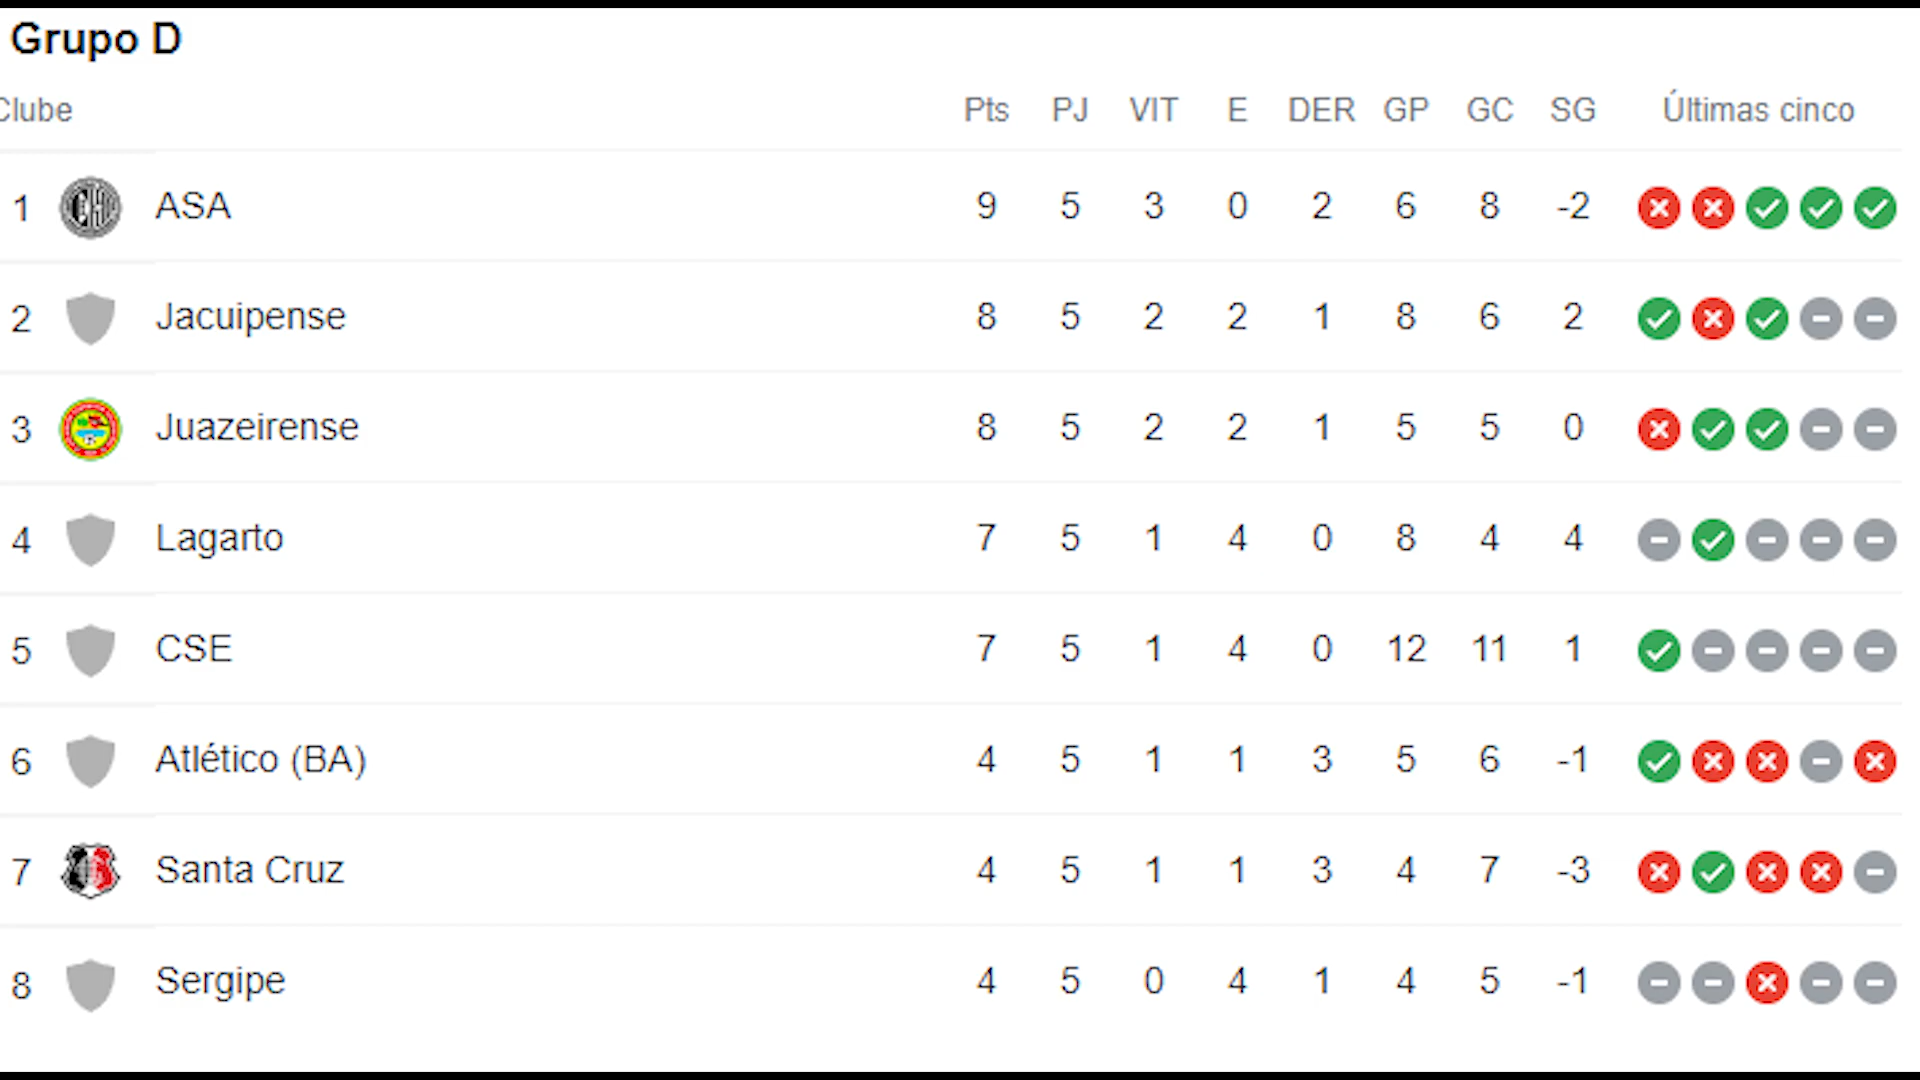 Grupo D
Clube Pts PJ VIT E DER GP GC SG Últimas cinco
1 ASA 9 5 3 0 2 6 8 -2
2 Jacuipense 8 5 2 2 1 8 6 2
3 Juazeirense 8 5 2 2 1 5 5 0
4 Lagarto 7 5 1 4 0 8 4 4
5 CSE 7 5 1 4 0 12 11 1
6 Atlético (BA) 4 5 1 1 3 5 6 -1
7 Santa Cruz 4 5 1 1 3 4 7 -3
8 Sergipe 4 5 0 4 1 4 5 -1